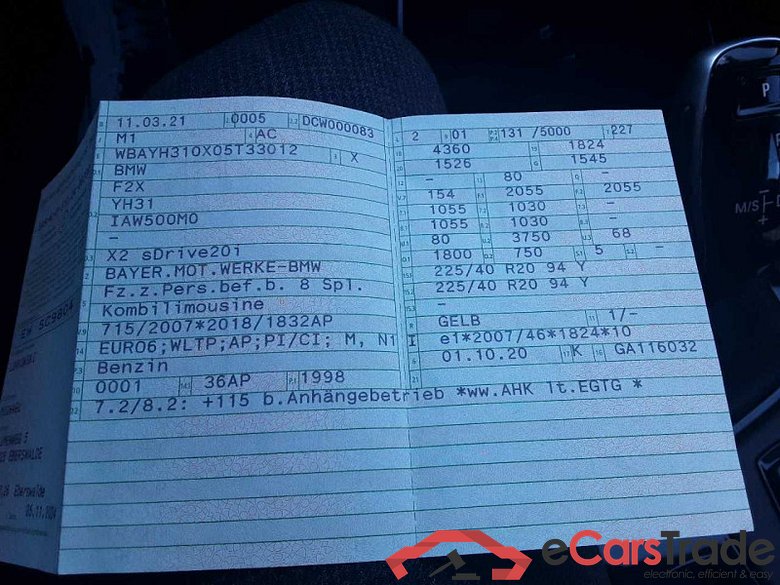 11.03.21 0005 DCW000083
M1 AC
WBAYH310X05T33012 X
BMW
F2X
YH31
IAW500M0
-
X2 sDrive20i
BAYER.MOT.WERKE-BMW
Fz.z.Pers.bef.b. 8 Spl.
Kombilimousine
715/2007*2018/1832AP
EURO6;WLTP;AP;PI/CI; M, N1 I
Benzin
0001 36AP 1998
7.2/8.2: +115 b.Anhängebetrieb *ww.AHK lt.EGTG *
2 01 131 /5000 227
4360 1824
1526 1545
- 80 -
154 2055 2055
1055 1030 -
1055 1030 -
80 3750 68
1800 750 5 -
225/40 R20 94 Y
225/40 R20 94 Y
-
GELB 1/-
e1*2007/46*1824*10
01.10.20 K GA116032
EBERSWALDE
Eberswalde
P
M/S
eCarsTrade
electronic, efficient & easy